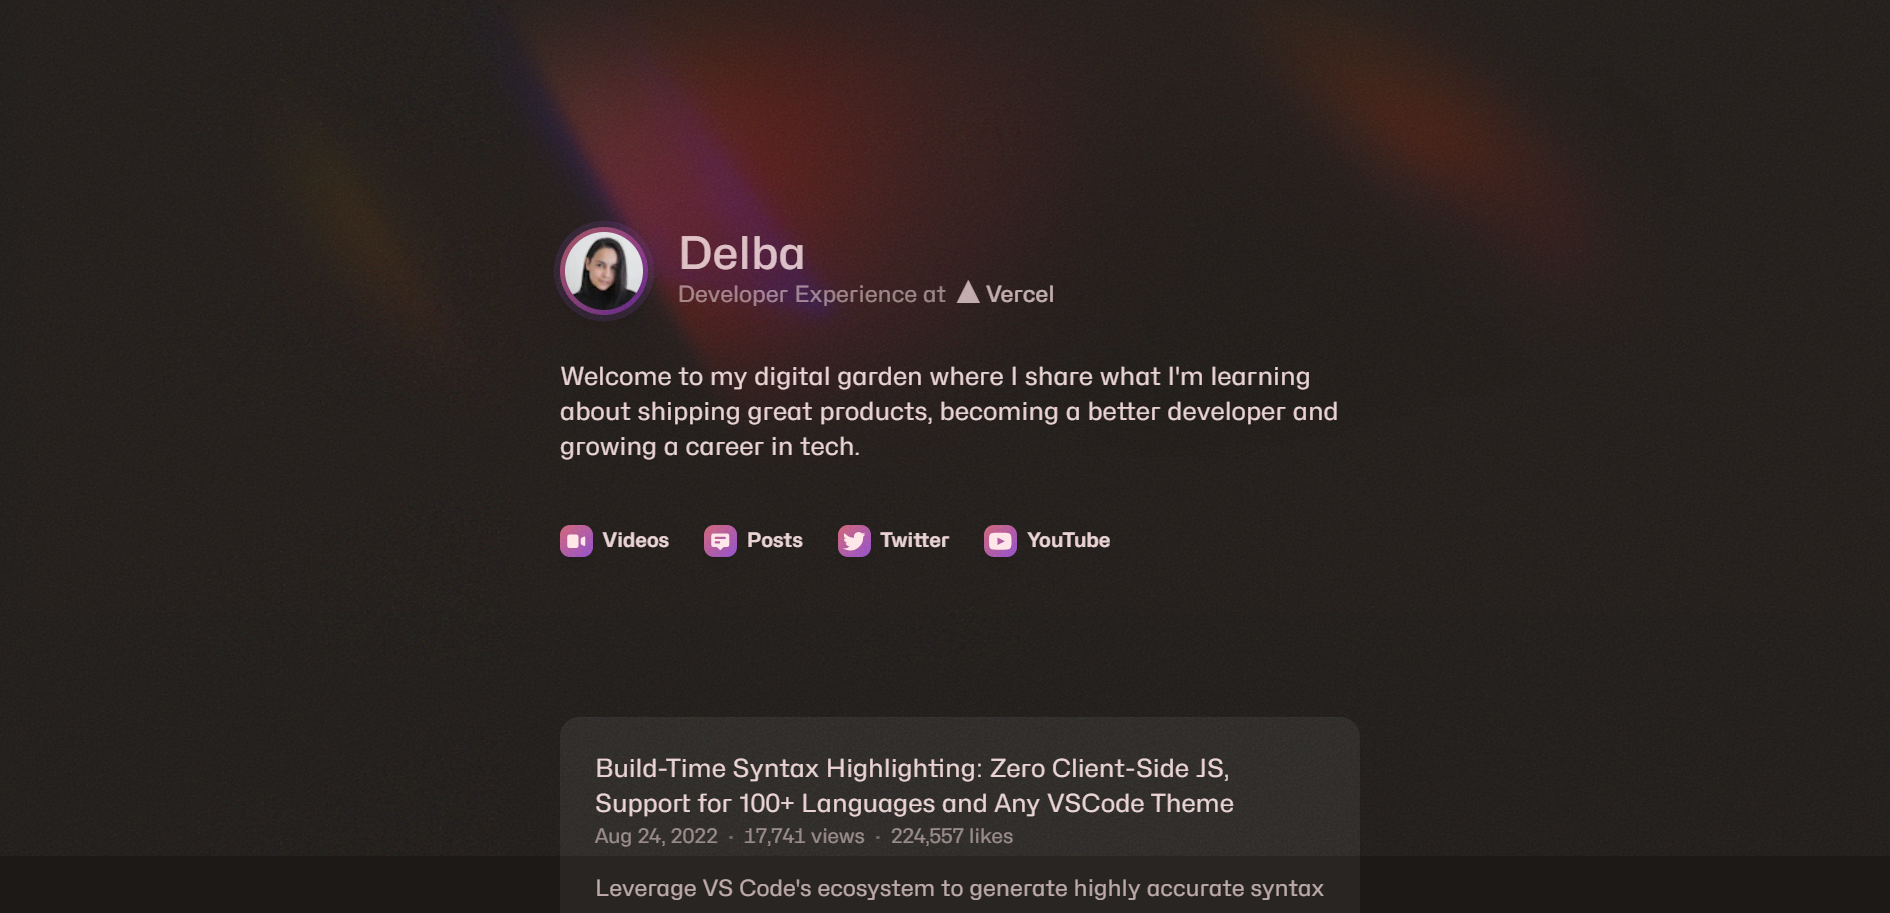 Delba
Developer Experience at Vercel
Welcome to my digital garden where I share what I'm learning
about shipping great products, becoming a better developer and
growing a career in tech.
Videos Posts Twitter YouTube
Build-Time Syntax Highlighting: Zero Client-Side JS,
Support for 100+ Languages and Any VSCode Theme
Aug 24, 2022 · 17,741 views · 224,557 likes
Leverage VS Code's ecosystem to generate highly accurate syntax